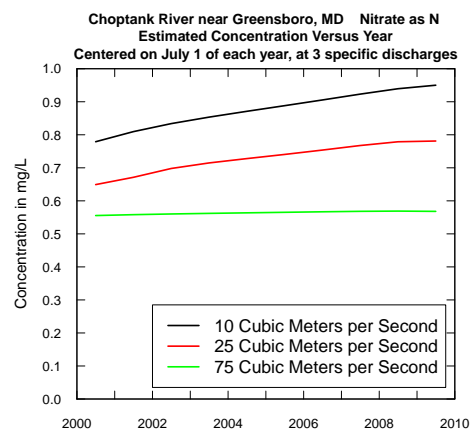 Choptank River near Greensboro, MD Nitrate as N
Estimated Concentration Versus Year
Centered on July 1 of each year, at 3 specific discharges
1.0
0.9
0.8
0.7
0.6
0.5
0.4
0.3
0.2
0.1
0.0
Concentration in mg/L
10 Cubic Meters per Second
25 Cubic Meters per Second
75 Cubic Meters per Second
2000 2002 2004 2006 2008 2010